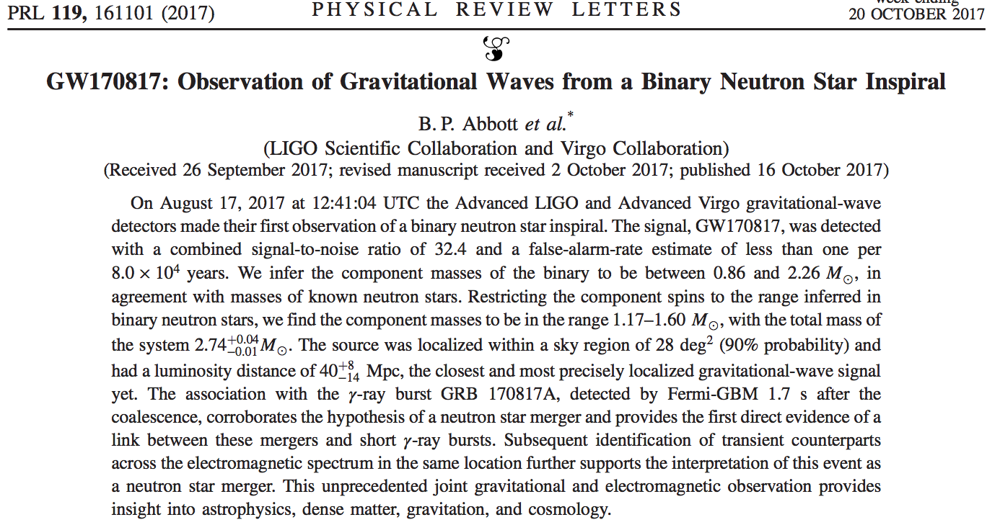 PRL 119, 161101 (2017)
PHYSICAL REVIEW LETTERS
week ending
20 OCTOBER 2017
GW170817: Observation of Gravitational Waves from a Binary Neutron Star Inspiral
B. P. Abbott et al.*
(LIGO Scientific Collaboration and Virgo Collaboration)
(Received 26 September 2017; revised manuscript received 2 October 2017; published 16 October 2017)
On August 17, 2017 at 12:41:04 UTC the Advanced LIGO and Advanced Virgo gravitational-wave
detectors made their first observation of a binary neutron star inspiral. The signal, GW170817, was detected
with a combined signal-to-noise ratio of 32.4 and a false-alarm-rate estimate of less than one per
8.0 × 10⁴ years. We infer the component masses of the binary to be between 0.86 and 2.26 M⊙, in
agreement with masses of known neutron stars. Restricting the component spins to the range inferred in
binary neutron stars, we find the component masses to be in the range 1.17–1.60 M⊙, with the total mass of
the system 2.74+0.04−0.01 M⊙. The source was localized within a sky region of 28 deg² (90% probability) and
had a luminosity distance of 40+8−14 Mpc, the closest and most precisely localized gravitational-wave signal
yet. The association with the γ-ray burst GRB 170817A, detected by Fermi-GBM 1.7 s after the
coalescence, corroborates the hypothesis of a neutron star merger and provides the first direct evidence of a
link between these mergers and short γ-ray bursts. Subsequent identification of transient counterparts
across the electromagnetic spectrum in the same location further supports the interpretation of this event as
a neutron star merger. This unprecedented joint gravitational and electromagnetic observation provides
insight into astrophysics, dense matter, gravitation, and cosmology.